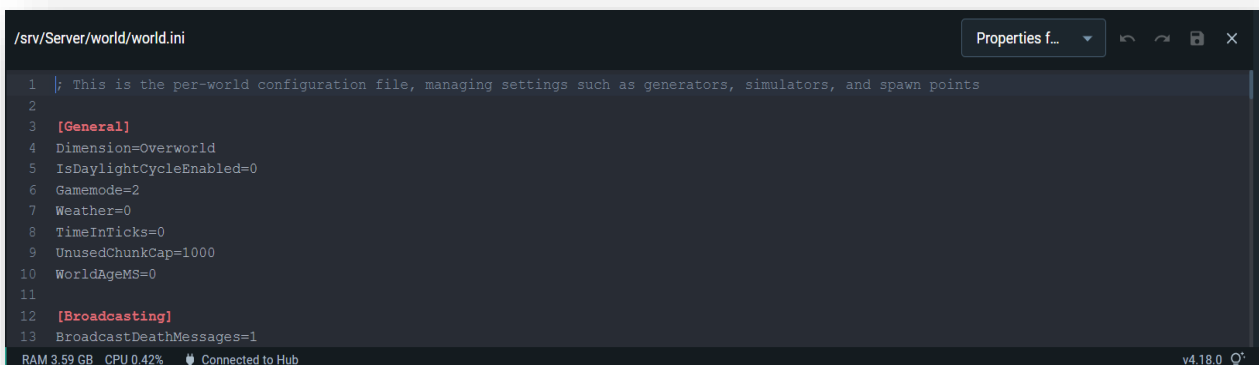 /srv/Server/world/world.ini
Properties f...
1 ; This is the per-world configuration file, managing settings such as generators, simulators, and spawn points
2
3 [General]
4 Dimension=Overworld
5 IsDaylightCycleEnabled=0
6 Gamemode=2
7 Weather=0
8 TimeInTicks=0
9 UnusedChunkCap=1000
10 WorldAgeMS=0
11
12 [Broadcasting]
13 BroadcastDeathMessages=1
RAM 3.59 GB CPU 0.42% Connected to Hub v4.18.0